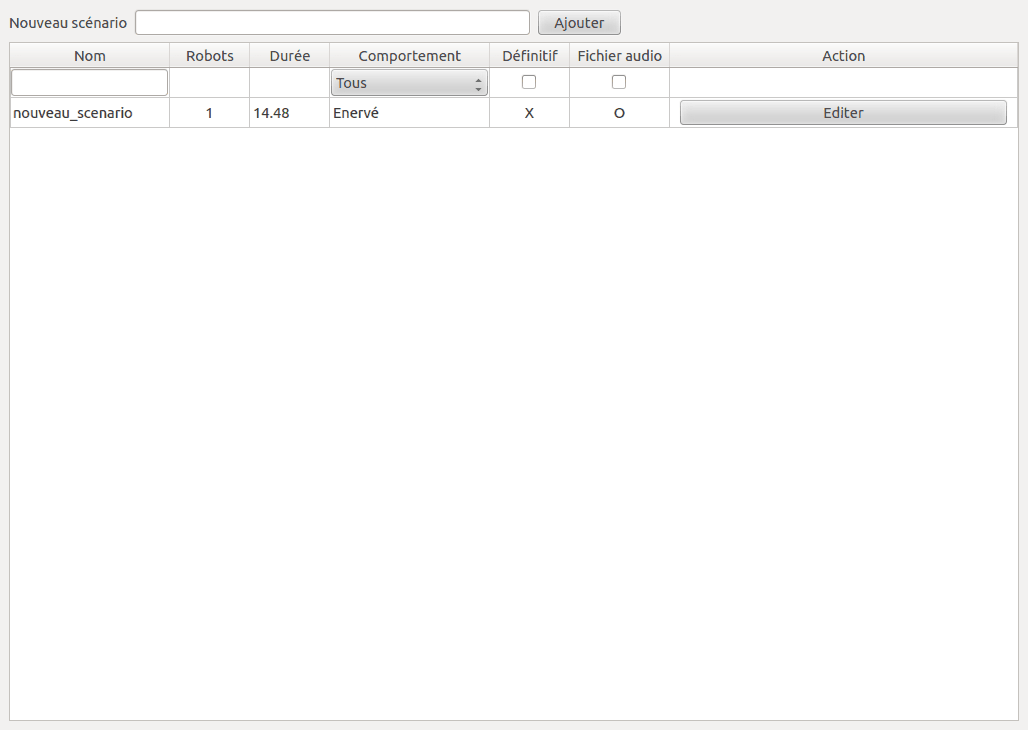 Nouveau scénario Ajouter
Nom Robots Durée Comportement Définitif Fichier audio Action
Tous
nouveau_scenario 1 14.48 Enervé X O Editer